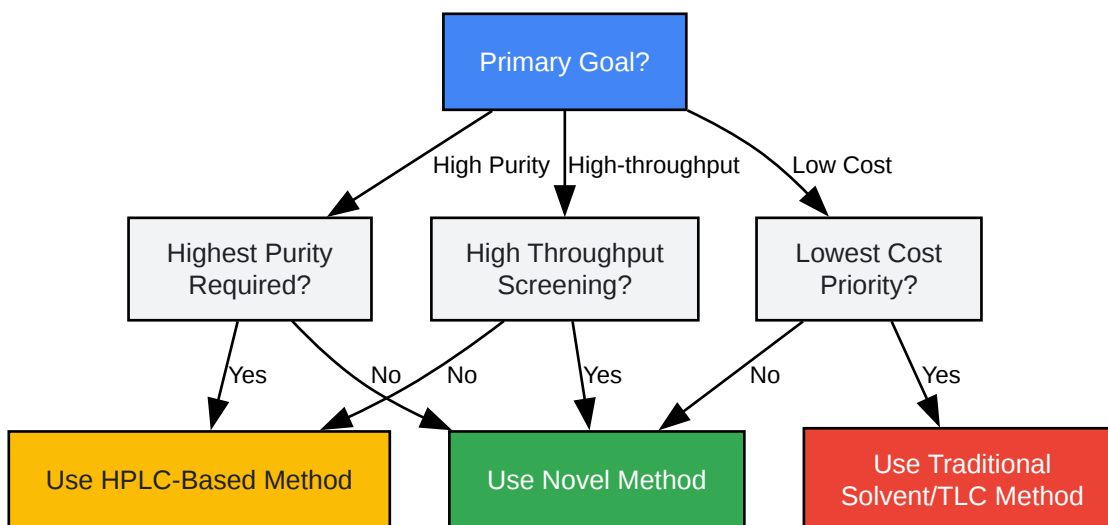 Primary Goal?
High Purity
High-throughput
Low Cost
Highest Purity
Required?
High Throughput
Screening?
Lowest Cost
Priority?
Yes
No
No
Yes
No
Yes
Use HPLC-Based Method
Use Novel Method
Use Traditional
Solvent/TLC Method